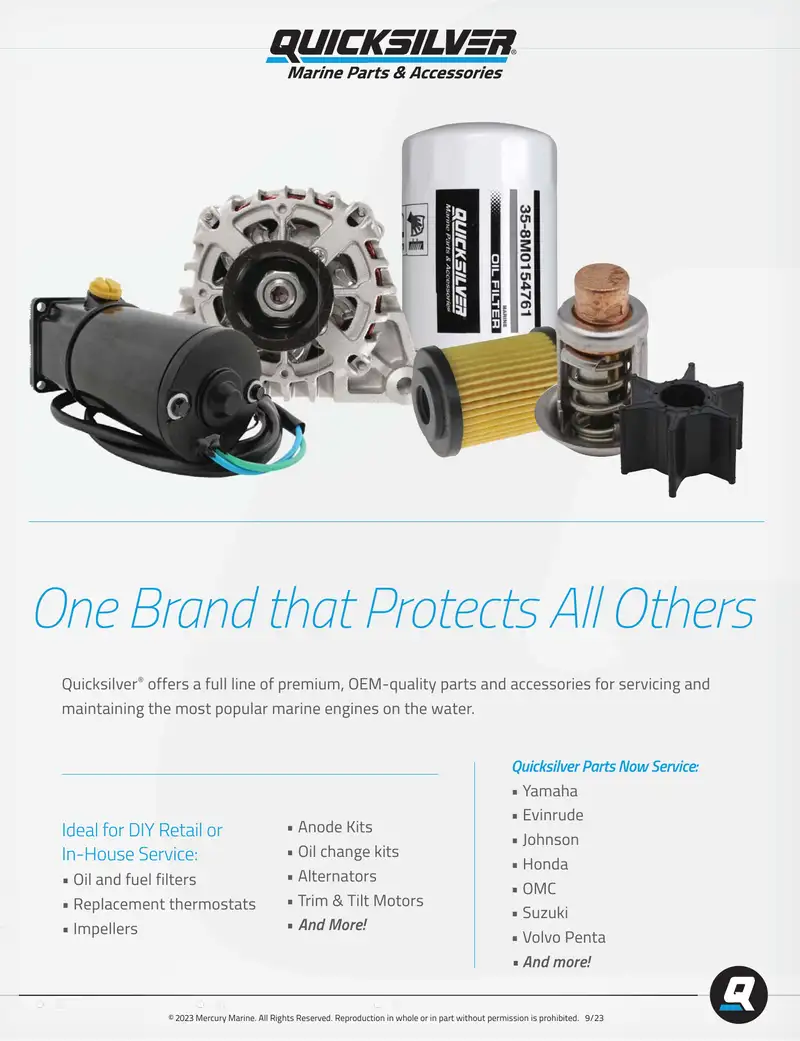 QUICKSILVER®
Marine Parts & Accessories
QUICKSILVER
Marine Parts & Accessories
MARINE
OIL FILTER
35-8M0154761
One Brand that Protects All Others
Quicksilver® offers a full line of premium, OEM-quality parts and accessories for servicing and
maintaining the most popular marine engines on the water.
Ideal for DIY Retail or
In-House Service:
▪ Oil and fuel filters
▪ Replacement thermostats
▪ Impellers
▪ Anode Kits
▪ Oil change kits
▪ Alternators
▪ Trim & Tilt Motors
▪ And More!
Quicksilver Parts Now Service:
▪ Yamaha
▪ Evinrude
▪ Johnson
▪ Honda
▪ OMC
▪ Suzuki
▪ Volvo Penta
▪ And more!
Q
© 2023 Mercury Marine. All Rights Reserved. Reproduction in whole or in part without permission is prohibited. 9/23